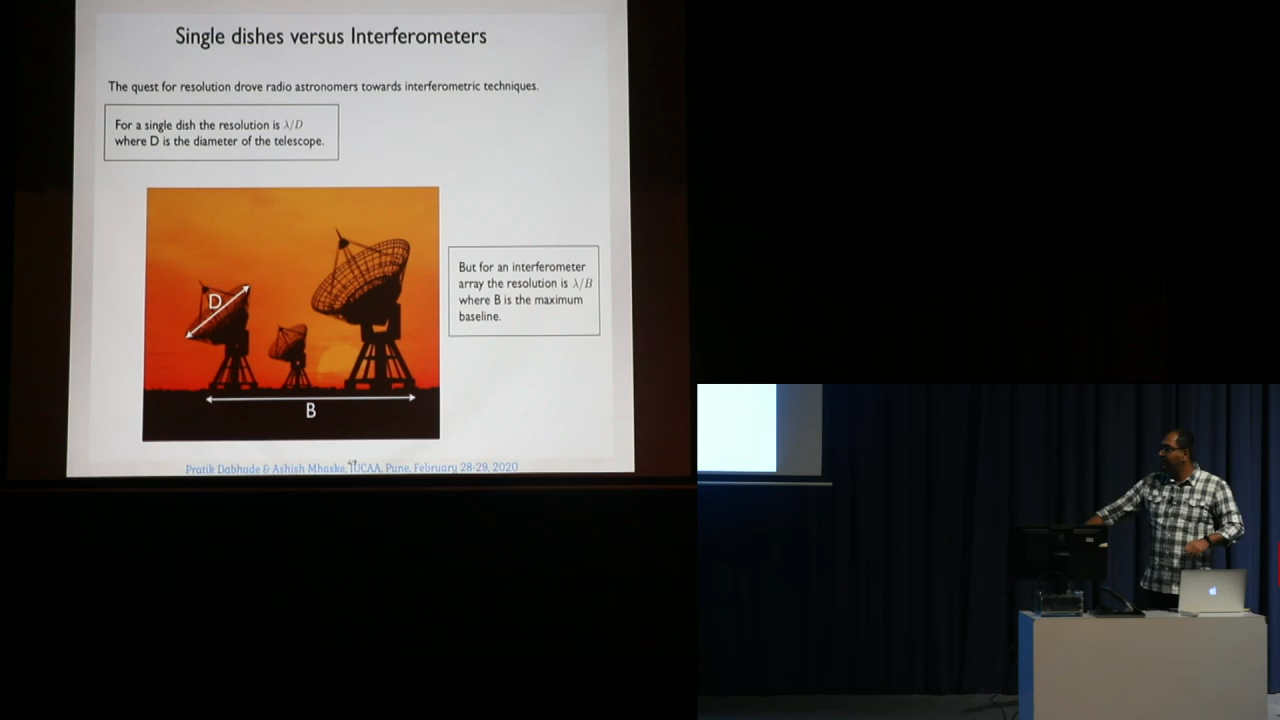 Single dishes versus Interferometers
The quest for resolution drove radio astronomers towards interferometric techniques.
For a single dish the resolution is λ/D
where D is the diameter of the telescope.
D
B
But for an interferometer
array the resolution is λ/B
where B is the maximum
baseline.
Pratik Dabhade & Ashish Mhaske, IUCAA, Pune, February 28-29, 2020